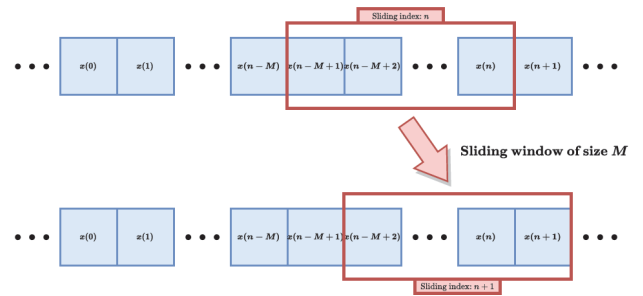 Sliding index: n
• • • x(0) x(1) • • • x(n − M) x(n − M + 1) x(n − M + 2) • • • x(n) x(n + 1) • • •
Sliding window of size M
• • • x(0) x(1) • • • x(n − M) x(n − M + 1) x(n − M + 2) • • • x(n) x(n + 1) • • •
Sliding index: n + 1